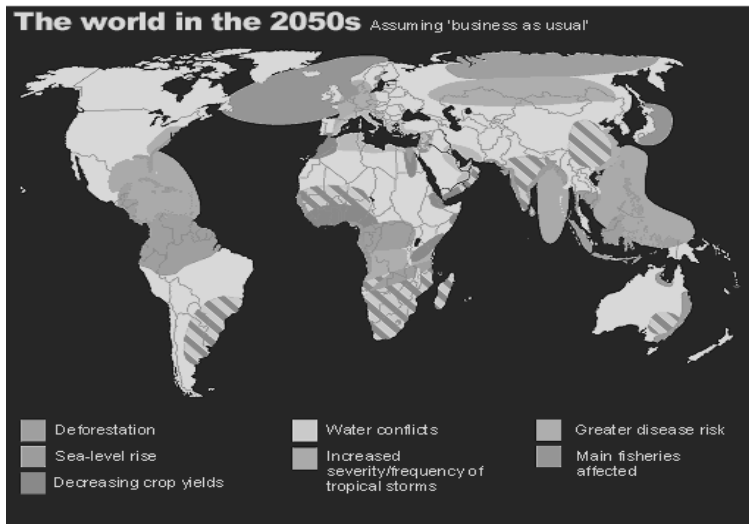 The world in the 2050s Assuming 'business as usual'
Deforestation
Sea-level rise
Decreasing crop yields
Water conflicts
Increased
severity/frequency of
tropical storms
Greater disease risk
Main fisheries
affected